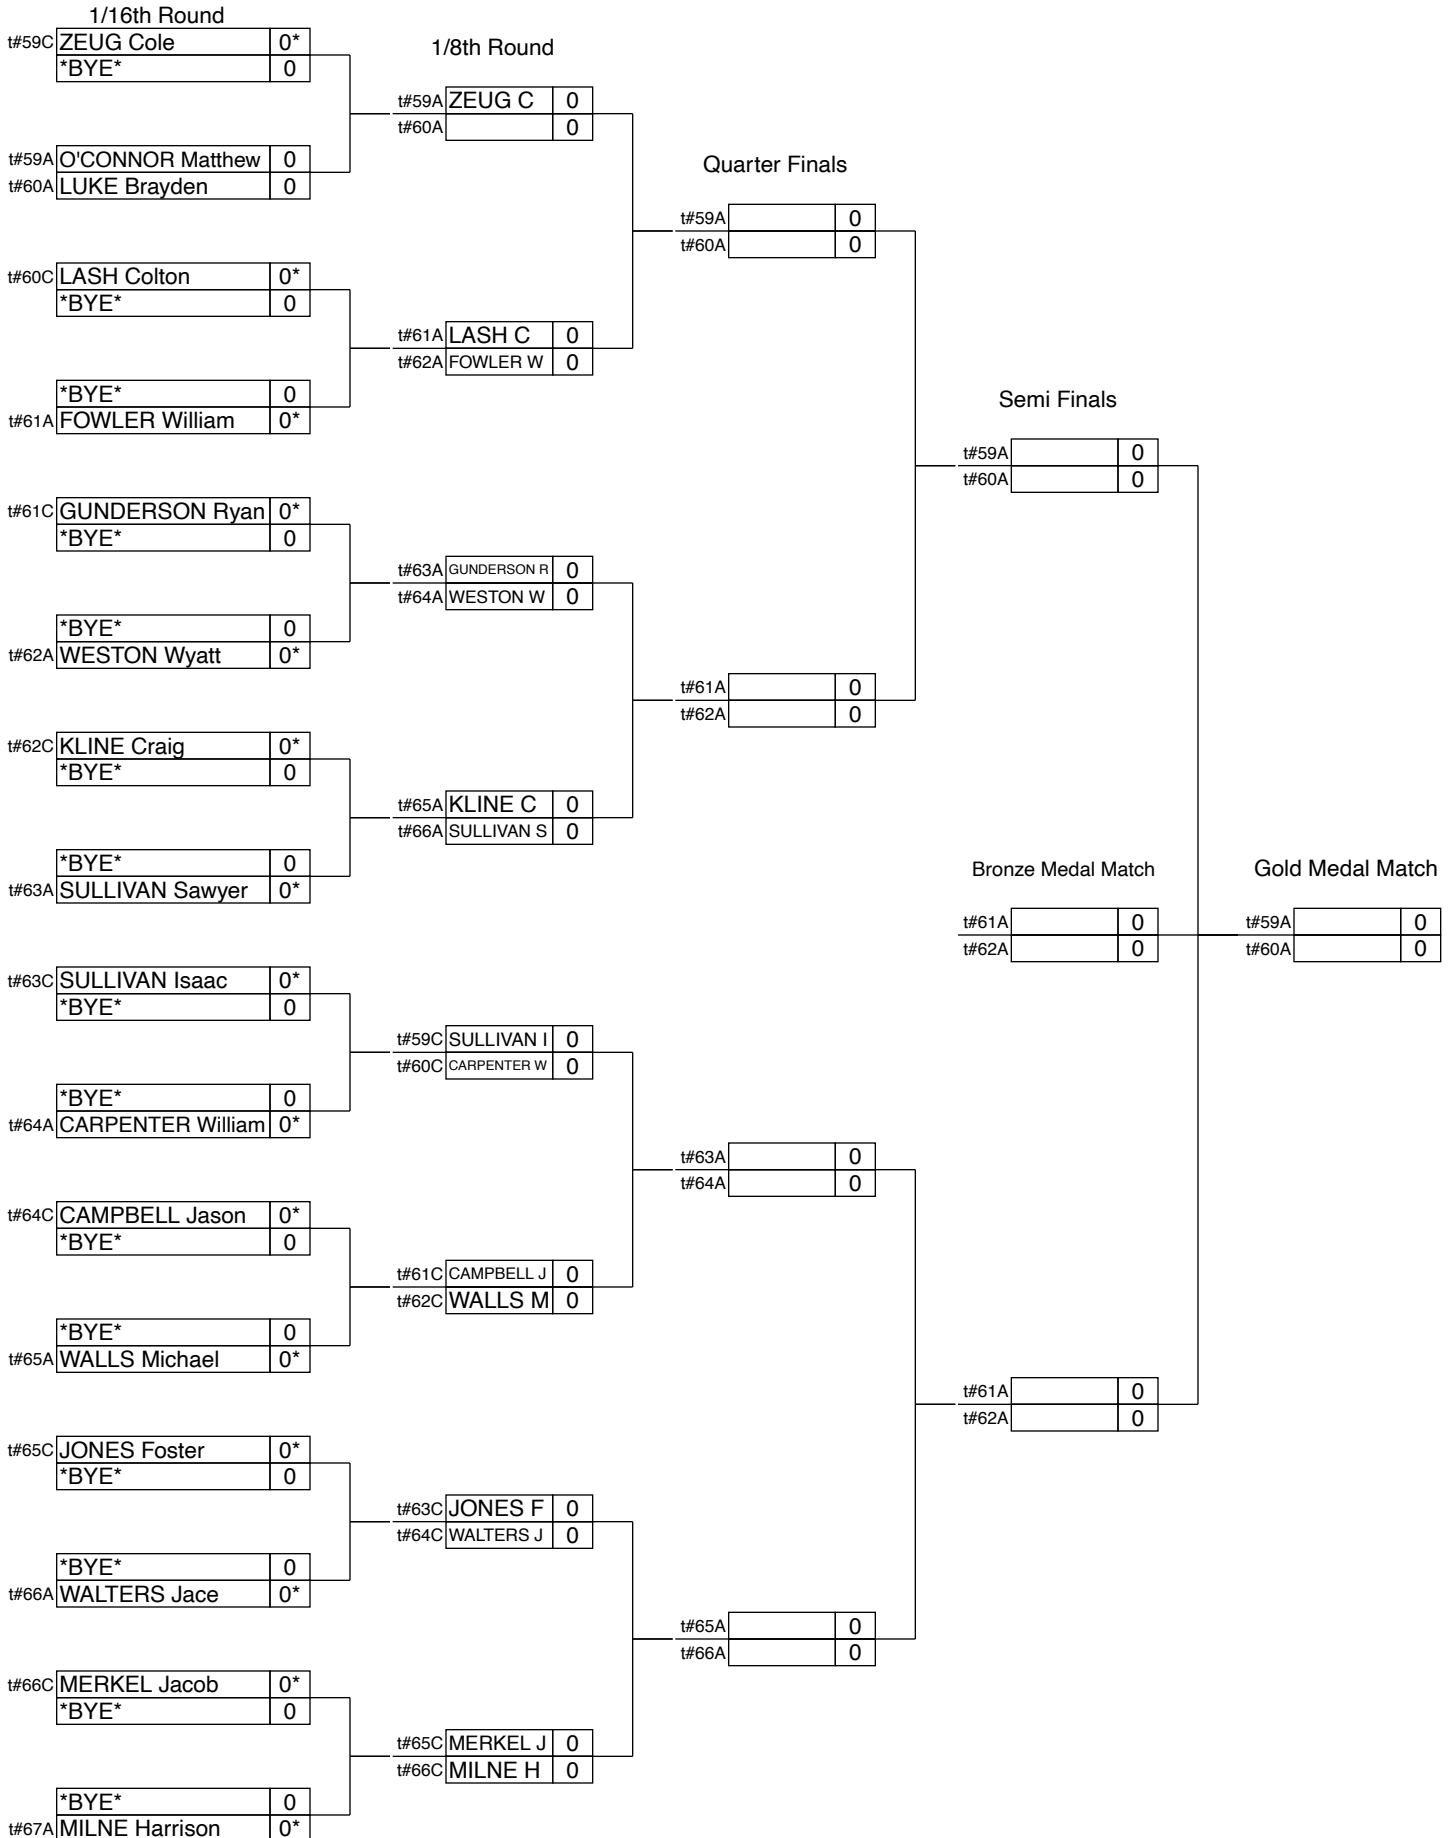 1/16th Round
t#59C ZEUG Cole 0*
*BYE* 0
t#59A O'CONNOR Matthew 0
t#60A LUKE Brayden 0
t#60C LASH Colton 0*
*BYE* 0
*BYE* 0
t#61A FOWLER William 0*
t#61C GUNDERSON Ryan 0*
*BYE* 0
*BYE* 0
t#62A WESTON Wyatt 0*
t#62C KLINE Craig 0*
*BYE* 0
*BYE* 0
t#63A SULLIVAN Sawyer 0*
t#63C SULLIVAN Isaac 0*
*BYE* 0
*BYE* 0
t#64A CARPENTER William 0*
t#64C CAMPBELL Jason 0*
*BYE* 0
*BYE* 0
t#65A WALLS Michael 0*
t#65C JONES Foster 0*
*BYE* 0
*BYE* 0
t#66A WALTERS Jace 0*
t#66C MERKEL Jacob 0*
*BYE* 0
*BYE* 0
t#67A MILNE Harrison 0*
1/8th Round
t#59A ZEUG C 0
t#60A 0
t#61A LASH C 0
t#62A FOWLER W 0
t#63A GUNDERSON R 0
t#64A WESTON W 0
t#65A KLINE C 0
t#66A SULLIVAN S 0
t#59C SULLIVAN I 0
t#60C CARPENTER W 0
t#61C CAMPBELL J 0
t#62C WALLS M 0
t#63C JONES F 0
t#64C WALTERS J 0
t#65C MERKEL J 0
t#66C MILNE H 0
Quarter Finals
t#59A 0
t#60A 0
t#61A 0
t#62A 0
t#63A 0
t#64A 0
t#65A 0
t#66A 0
Semi Finals
t#59A 0
t#60A 0
Bronze Medal Match
t#61A 0
t#62A 0
t#61A 0
t#62A 0
Gold Medal Match
t#59A 0
t#60A 0